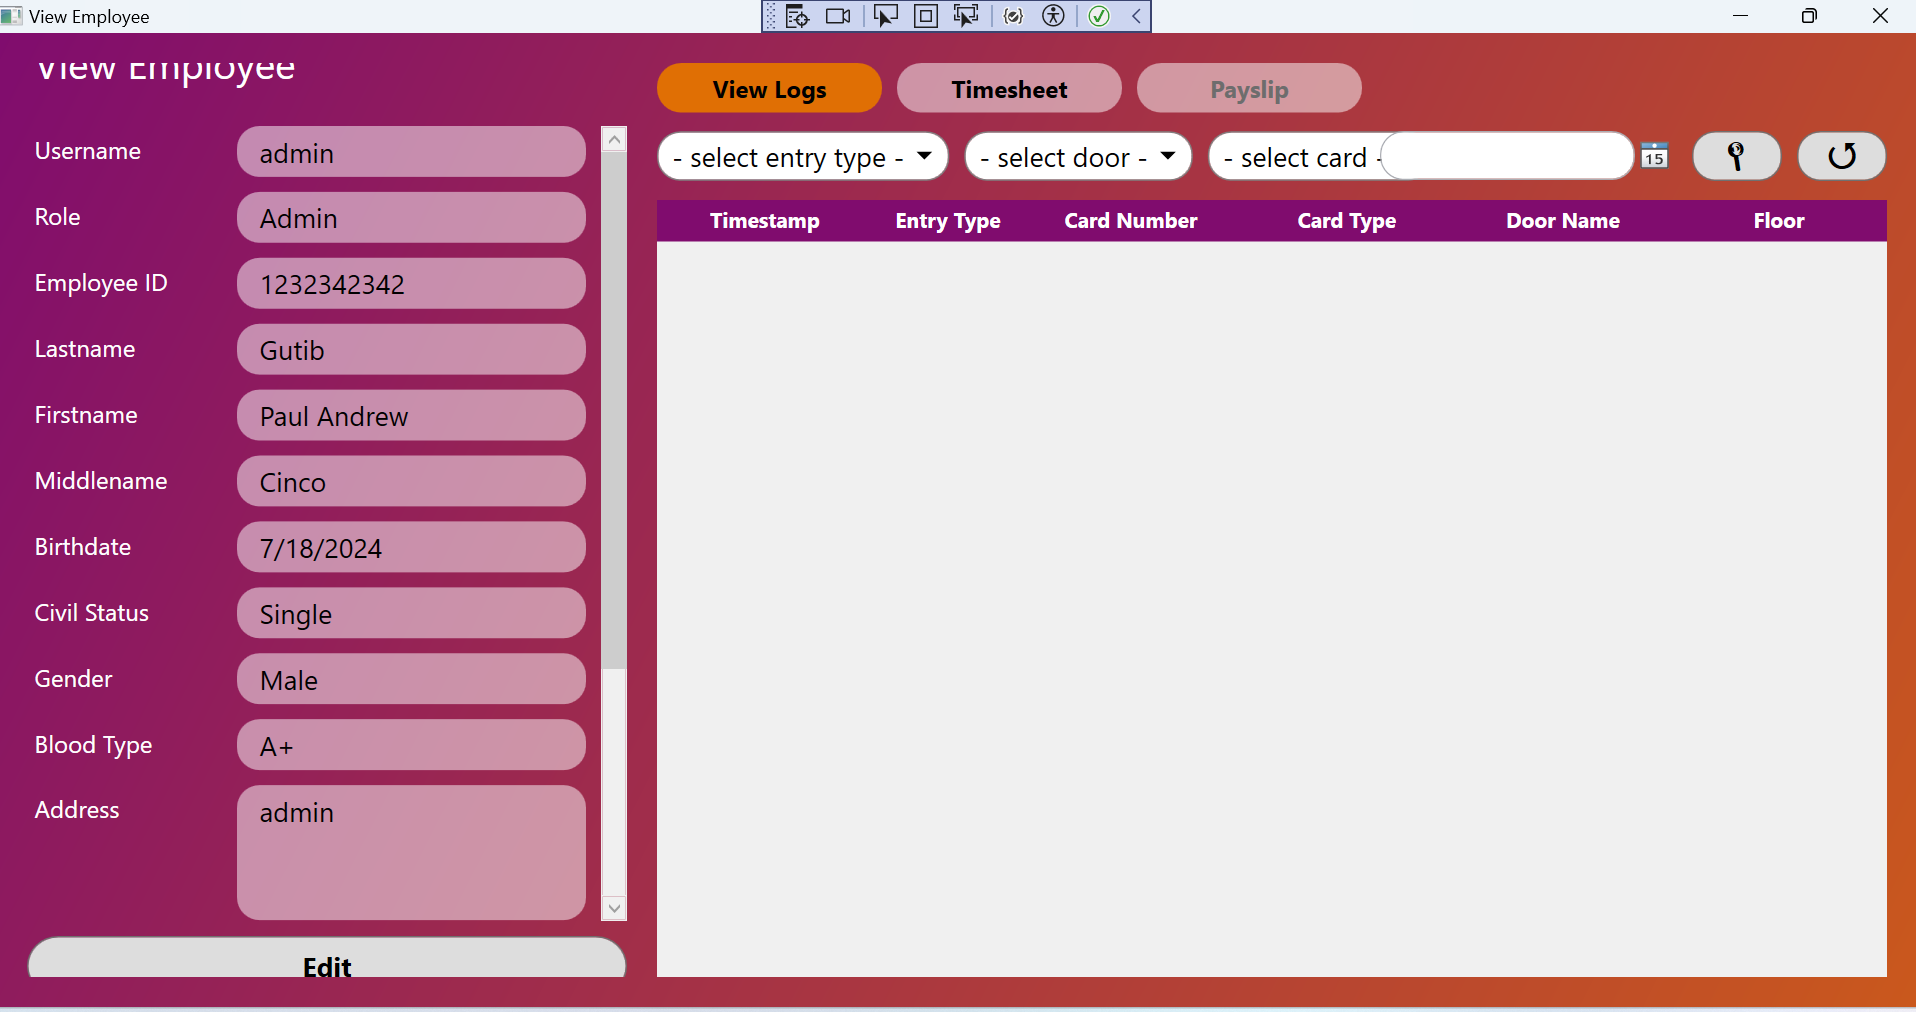 View Employee
View Employee
View Logs
Timesheet
Payslip
- select entry type -
- select door -
- select card -
15
Timestamp
Entry Type
Card Number
Card Type
Door Name
Floor
Username
admin
Role
Admin
Employee ID
1232342342
Lastname
Gutib
Firstname
Paul Andrew
Middlename
Cinco
Birthdate
7/18/2024
Civil Status
Single
Gender
Male
Blood Type
A+
Address
admin
Edit